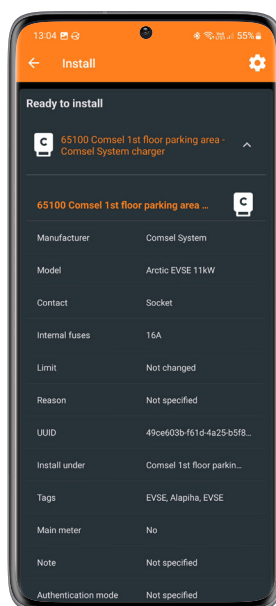 13:04 55%
Install
Ready to install
C
65100 Comsel 1st floor parking area -
Comsel System
charger
65100 Comsel 1st floor parking area ...
C
Manufacturer Comsel System
Model Arctic EVSE 11kW
Contact Socket
Internal fuses 16A
Limit Not changed
Reason Not specified
UUID 49ce603b-f61d-4a25-b5f8...
Install under Comsel 1st floor parkin...
Tags EVSE, Alapiha, EVSE
Main meter No
Note Not specified
Authentication mode Not specified